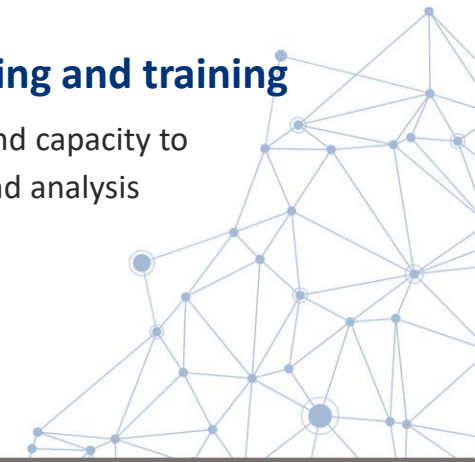 ing and training
nd capacity to
nd analysis